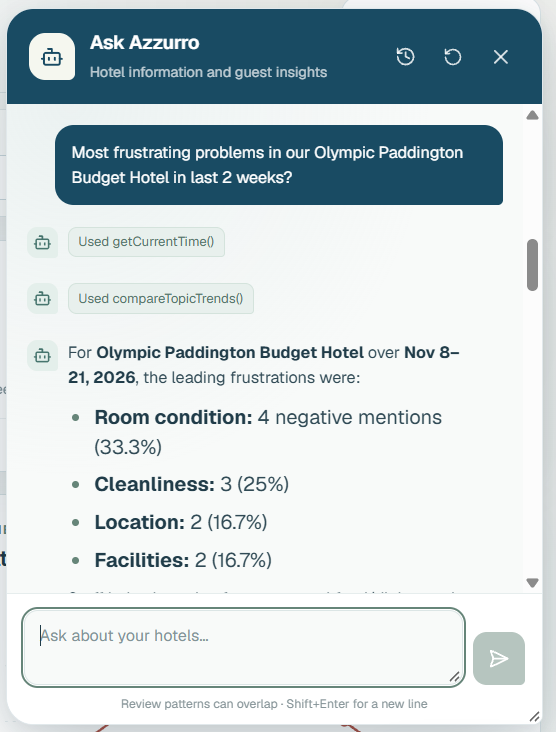 Ask Azzurro
Hotel information and guest insights
Most frustrating problems in our Olympic Paddington
Budget Hotel in last 2 weeks?
Used getCurrentTime()
Used compareTopicTrends()
For Olympic Paddington Budget Hotel over Nov 8–
21, 2026, the leading frustrations were:
• Room condition: 4 negative mentions
(33.3%)
• Cleanliness: 3 (25%)
• Location: 2 (16.7%)
• Facilities: 2 (16.7%)
Ask about your hotels...
Review patterns can overlap · Shift+Enter for a new line